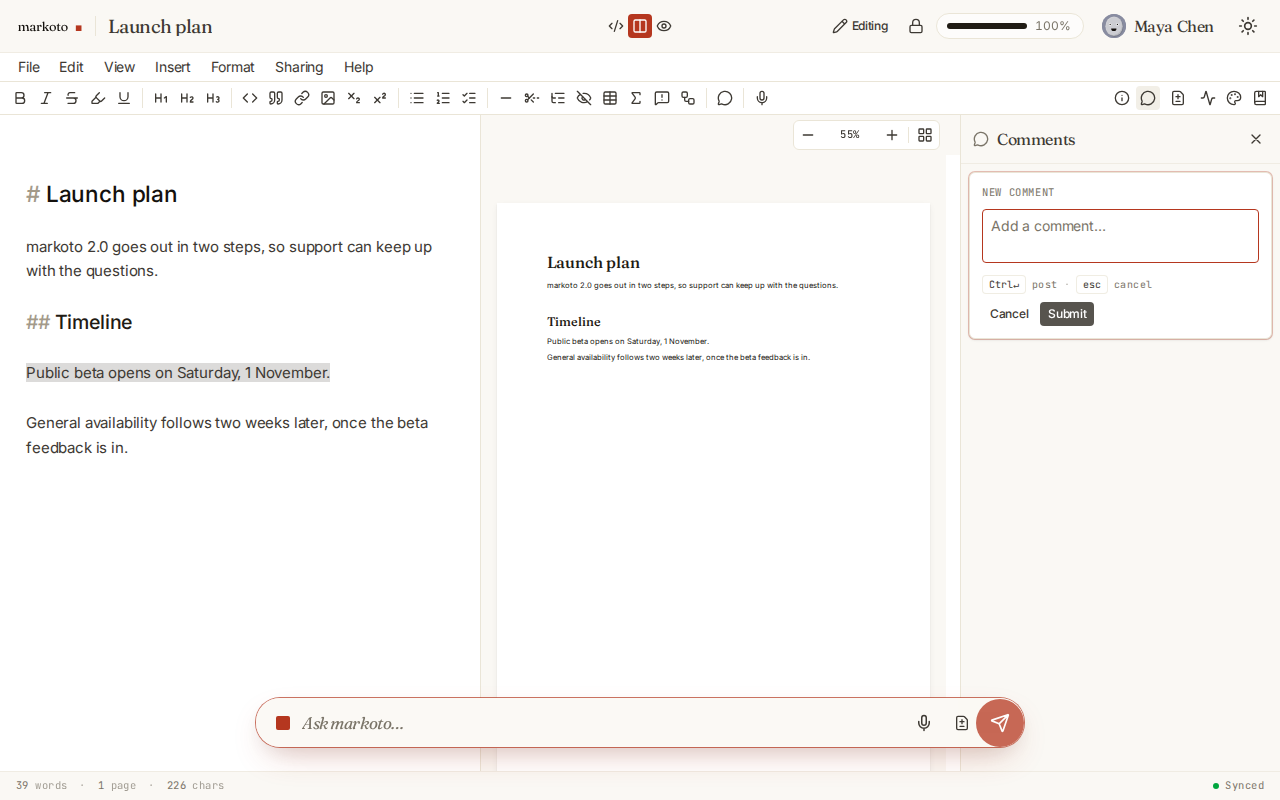 markoto
Launch plan
Editing
100%
Maya Chen
File Edit View Insert Format Sharing Help
H1 H2 H3
55%
# Launch plan
markoto 2.0 goes out in two steps, so support can keep up
with the questions.
## Timeline
Public beta opens on Saturday, 1 November.
General availability follows two weeks later, once the beta
feedback is in.
Launch plan
markoto 2.0 goes out in two steps, so support can keep up with the questions.
Timeline
Public beta opens on Saturday, 1 November.
General availability follows two weeks later, once the beta feedback is in.
Comments
NEW COMMENT
Add a comment...
Ctrl↵ post · esc cancel
Cancel Submit
Ask markoto...
39 words · 1 page · 226 chars
Synced